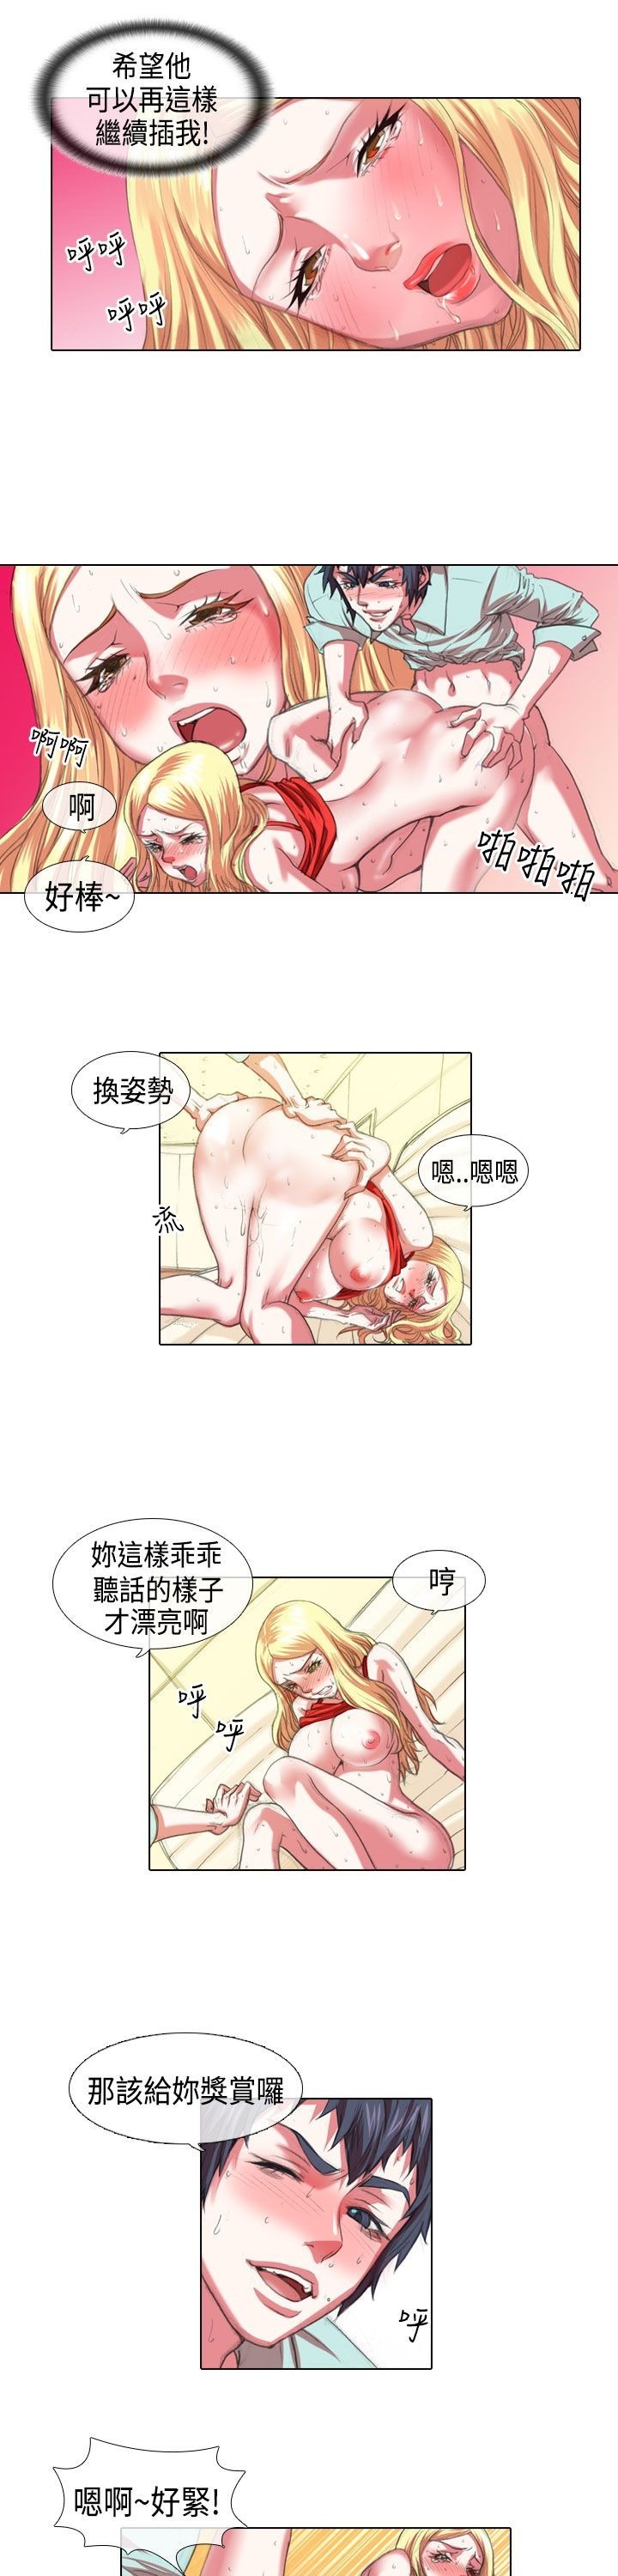 希望他
可以再這樣
繼續插我!
呼呼
呼呼
啊啊
啊
好棒~
啪啪啪
換姿勢
嗯..嗯嗯
流
妳這樣乖乖
聽話的樣子
才漂亮啊
哼
呼
呼
那該給妳獎賞囉
呼
嗯啊~好緊!